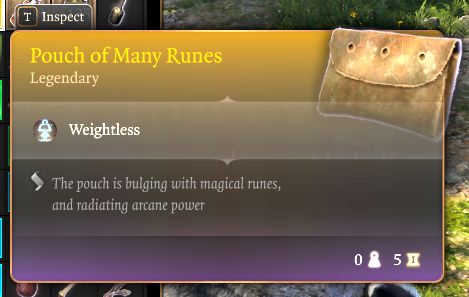 T Inspect
Pouch of Many Runes
Legendary
Weightless
The pouch is bulging with magical runes,
and radiating arcane power
0 5